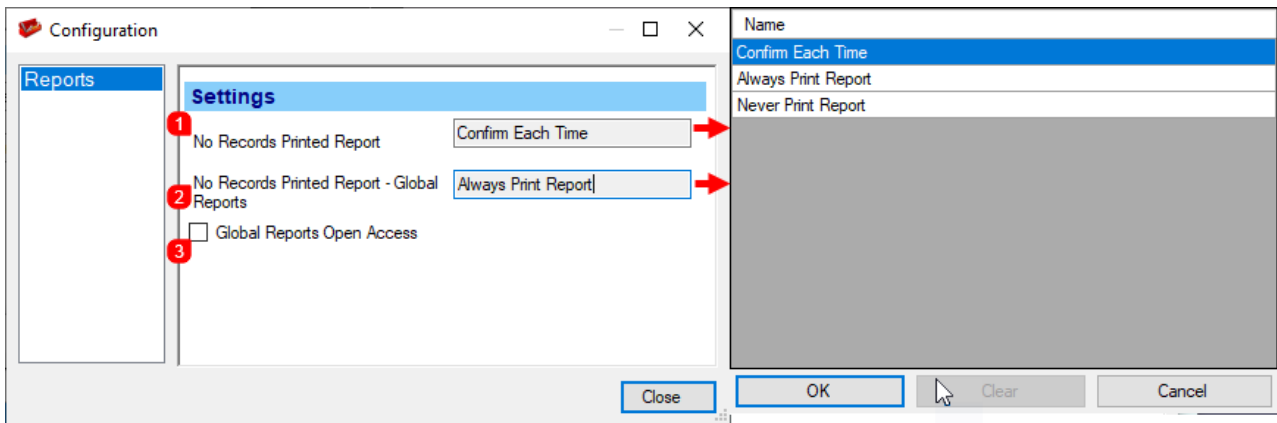 Configuration
Reports
Settings
1
No Records Printed Report
Confirm Each Time
No Records Printed Report - Global
Reports
2
Always Print Report
Global Reports Open Access
3
Close
Name
Confirm Each Time
Always Print Report
Never Print Report
OK
Clear
Cancel